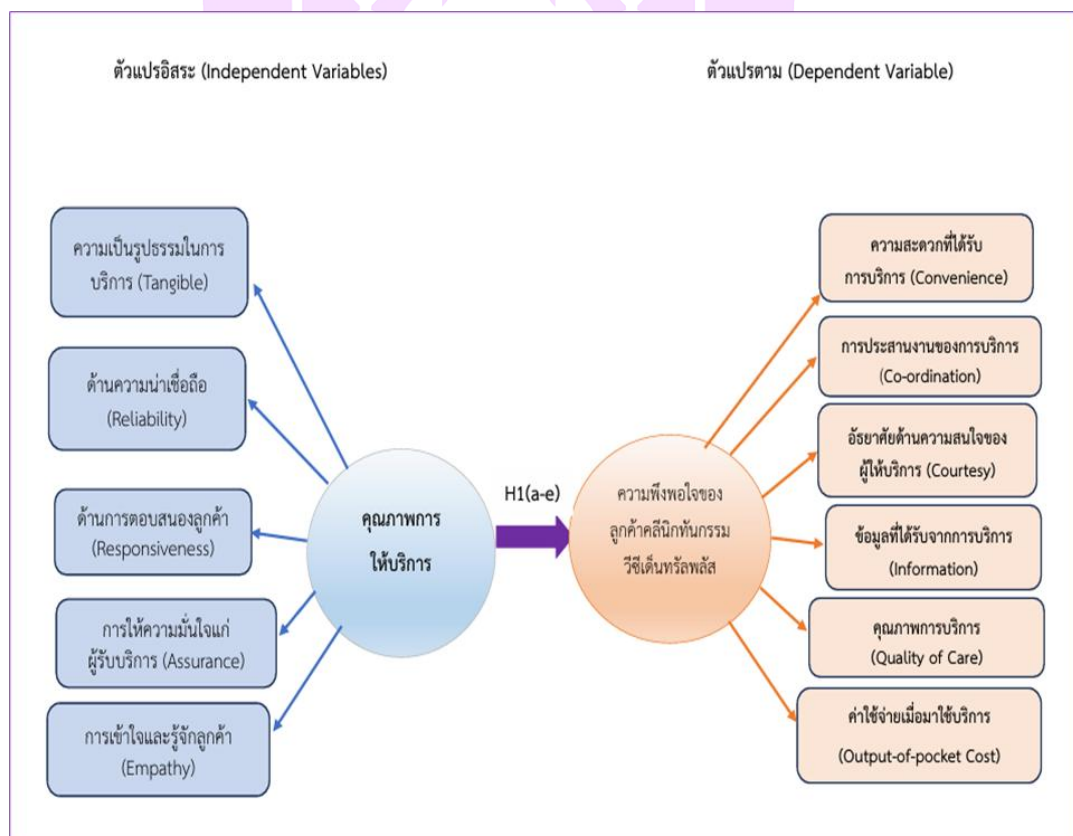 ตัวแปรอิสระ (Independent Variables)
ตัวแปรตาม (Dependent Variable)
ความเป็นรูปธรรมในการ
บริการ (Tangible)
ด้านความน่าเชื่อถือ
(Reliability)
ด้านการตอบสนองลูกค้า
(Responsiveness)
การให้ความมั่นใจแก่
ผู้รับบริการ (Assurance)
การเข้าใจและรู้จักลูกค้า
(Empathy)
คุณภาพการ
ให้บริการ
H1(a-e)
ความพึงพอใจของ
ลูกค้าคลีนิกทันกรรม
วีซีเด็นทรัลพลัส
ความสะดวกที่ได้รับ
การบริการ (Convenience)
การประสานงานของการบริการ
(Co-ordination)
อัธยาศัยด้านความสนใจของ
ผู้ให้บริการ (Courtesy)
ข้อมูลที่ได้รับจากการบริการ
(Information)
คุณภาพการบริการ
(Quality of Care)
ค่าใช้จ่ายเมื่อมาใช้บริการ
(Output-of-pocket Cost)